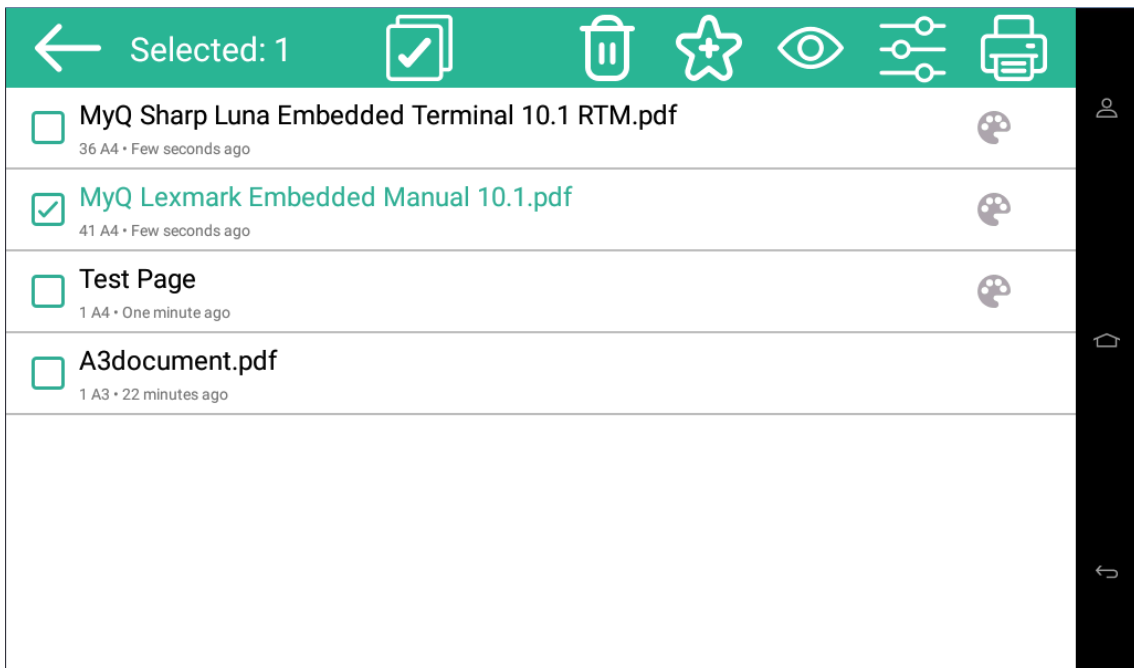 Selected: 1
MyQ Sharp Luna Embedded Terminal 10.1 RTM.pdf
36 A4 • Few seconds ago
MyQ Lexmark Embedded Manual 10.1.pdf
41 A4 • Few seconds ago
Test Page
1 A4 • One minute ago
A3document.pdf
1 A3 • 22 minutes ago